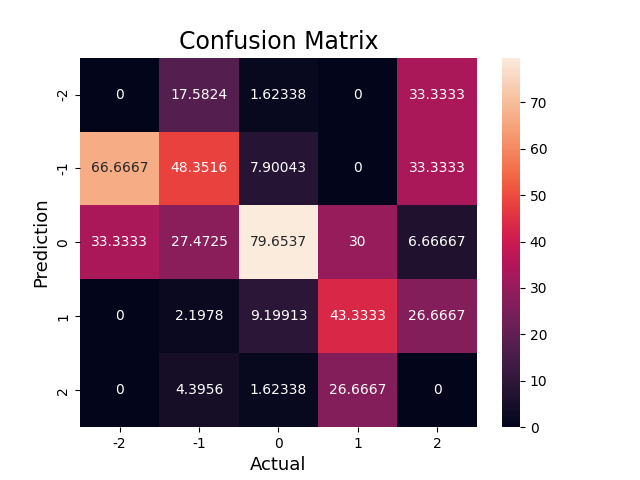 Confusion Matrix
Prediction
-2 0 17.5824 1.62338 0 33.3333
-1 66.6667 48.3516 7.90043 0 33.3333
0 33.3333 27.4725 79.6537 30 6.66667
1 0 2.1978 9.19913 43.3333 26.6667
2 0 4.3956 1.62338 26.6667 0
-2 -1 0 1 2
Actual
70
60
50
40
30
20
10
0